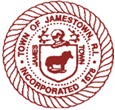 TOWN OF JAMESTOWN, R.I.
JAMES TOWN
INCORPORATED 1678